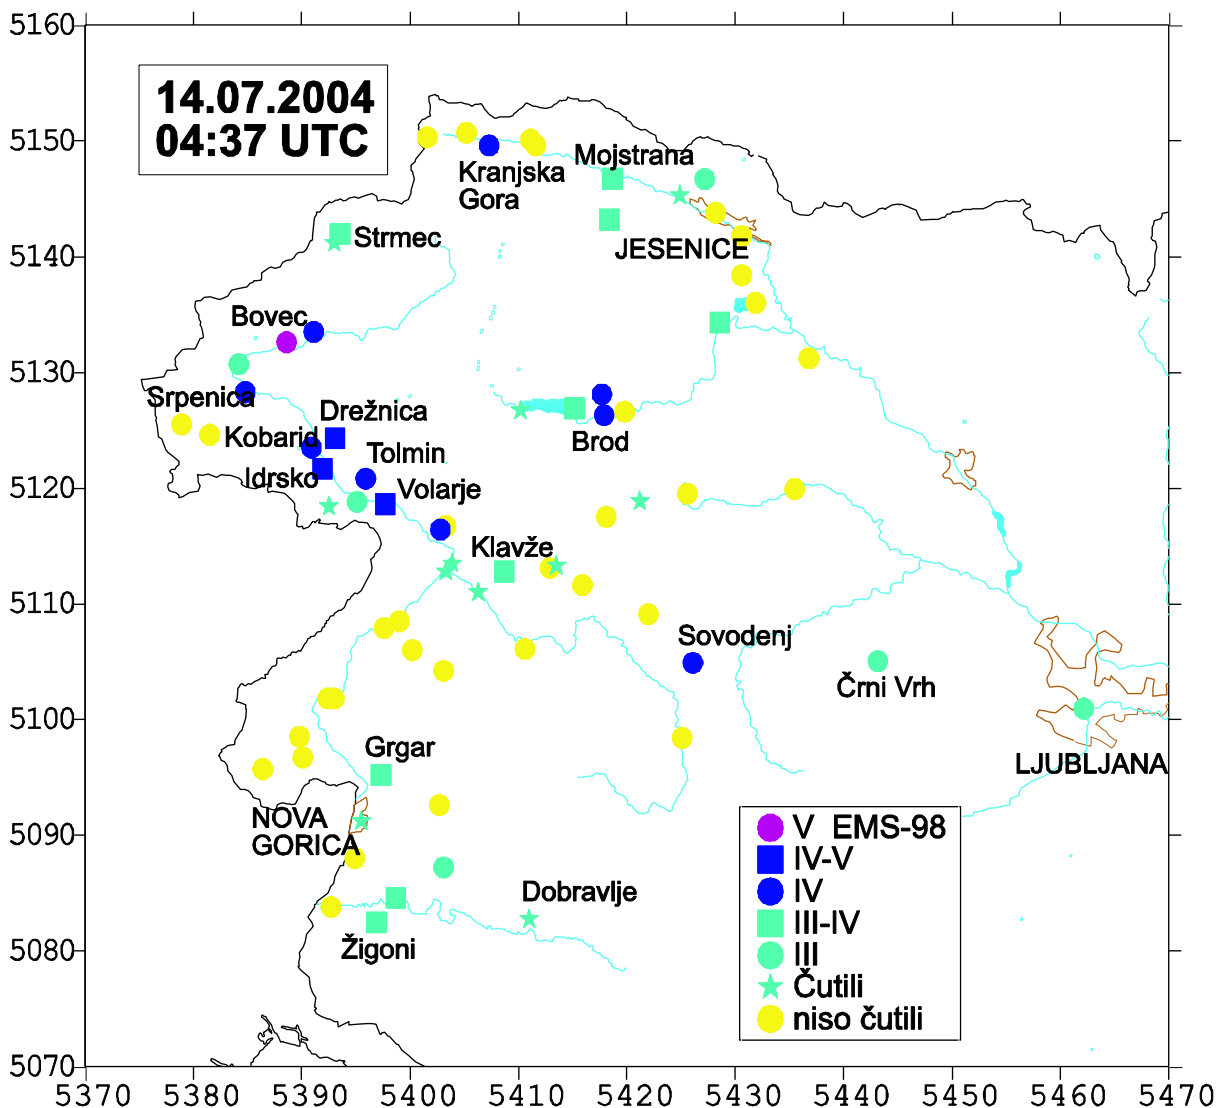 5160
14.07.2004
04:37 UTC
5150
Kranjska
Gora
Mojstrana
Strmec
JESENICE
5140
Bovec
5130
Srpenica
Drežnica
Kobarid
Tolmin
Brod
Idrsko
Volarje
5120
Klavže
5110
Sovodenj
Črni Vrh
5100
Grgar
LJUBLJANA
NOVA
GORICA
5090
V EMS-98
IV-V
IV
III-IV
III
Čutili
niso čutili
Dobravlje
Žigoni
5080
5070
5370 5380 5390 5400 5410 5420 5430 5440 5450 5460 5470